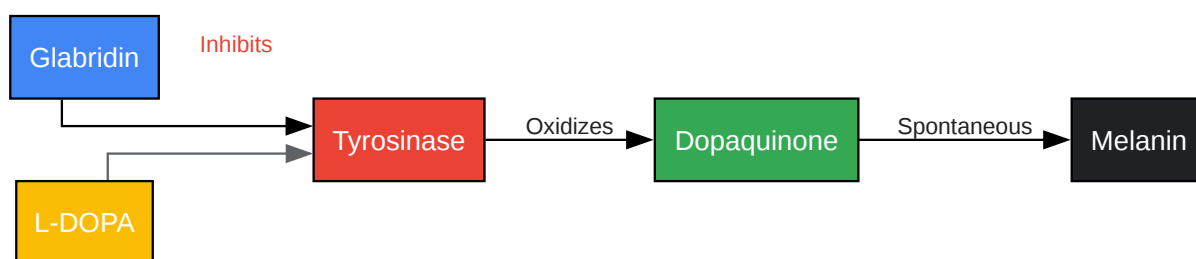 Glabridin
Inhibits
Tyrosinase
Oxidizes
Dopaquinone
Spontaneous
Melanin
L-DOPA